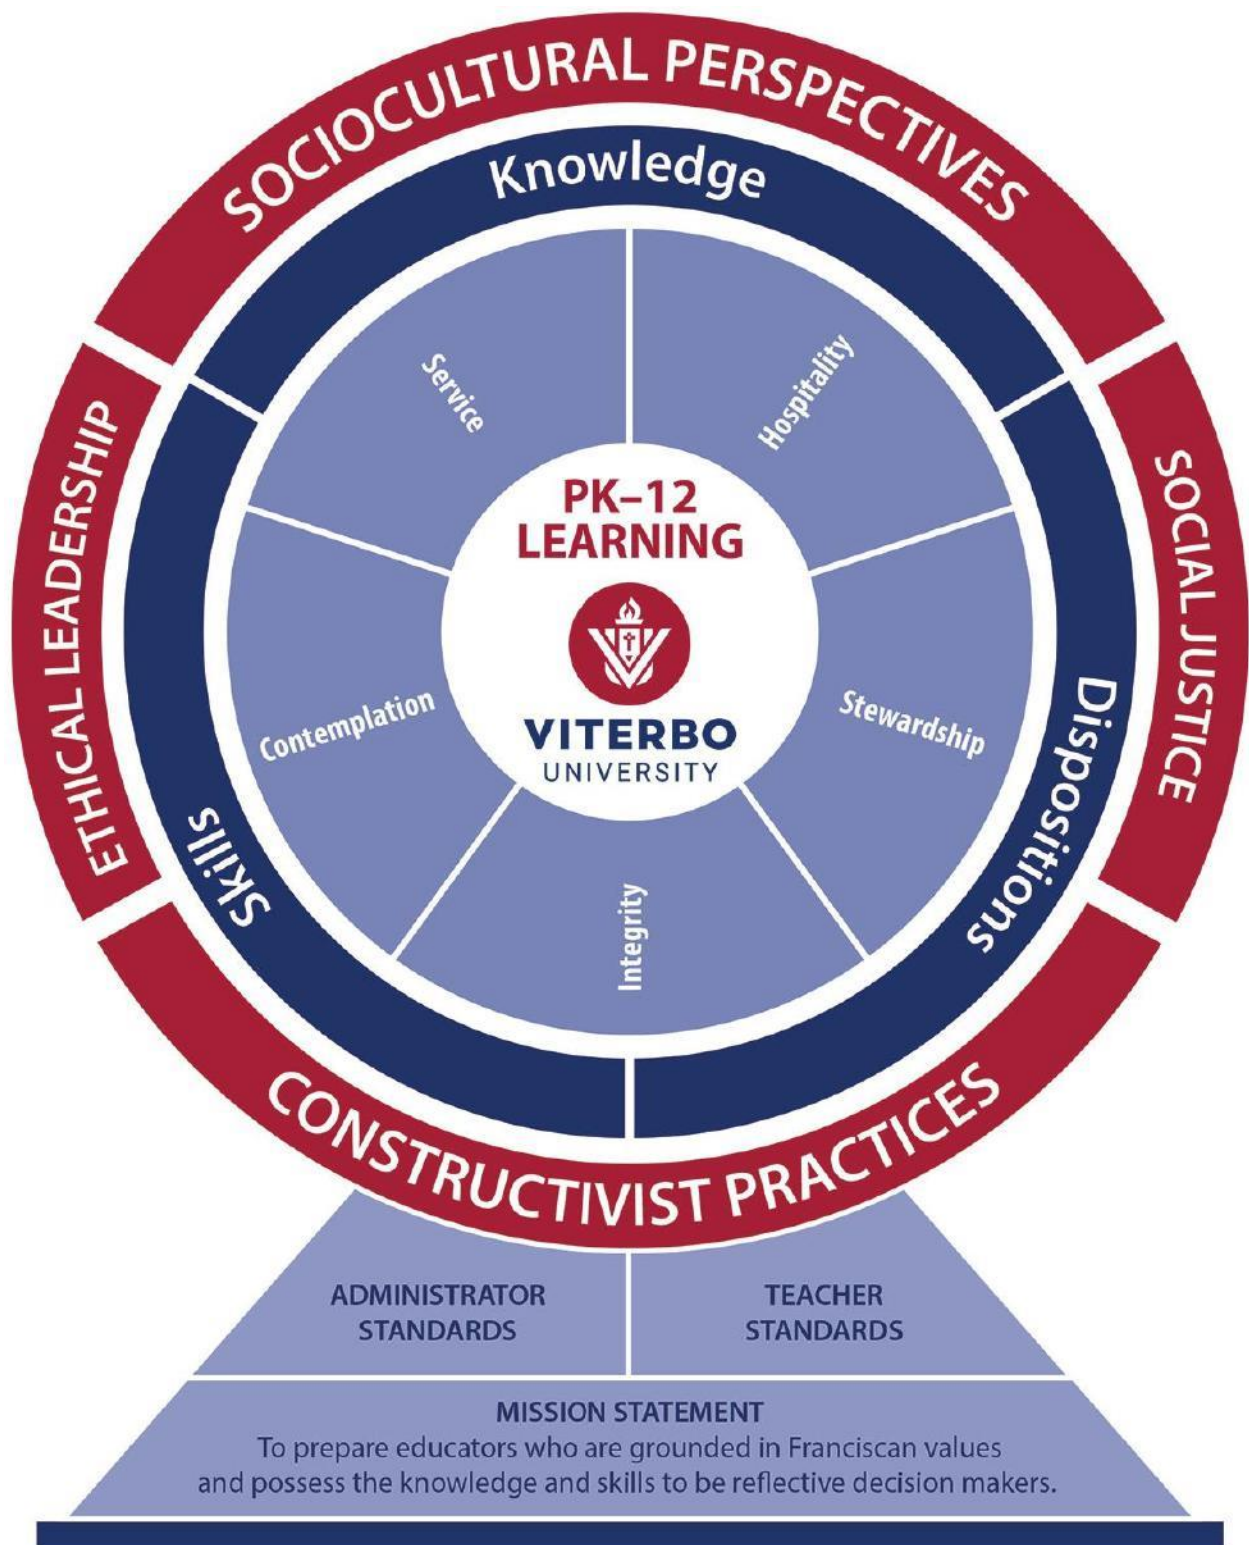 SOCIOCULTURAL PERSPECTIVES
Knowledge
Service
Hospitality
ETHICAL LEADERSHIP
SOCIAL JUSTICE
PK–12
LEARNING
VITERBO
UNIVERSITY
Contemplation
Stewardship
Skills
Dispositions
Integrity
CONSTRUCTIVIST PRACTICES
ADMINISTRATOR
STANDARDS
TEACHER
STANDARDS
MISSION STATEMENT
To prepare educators who are grounded in Franciscan values
and possess the knowledge and skills to be reflective decision makers.